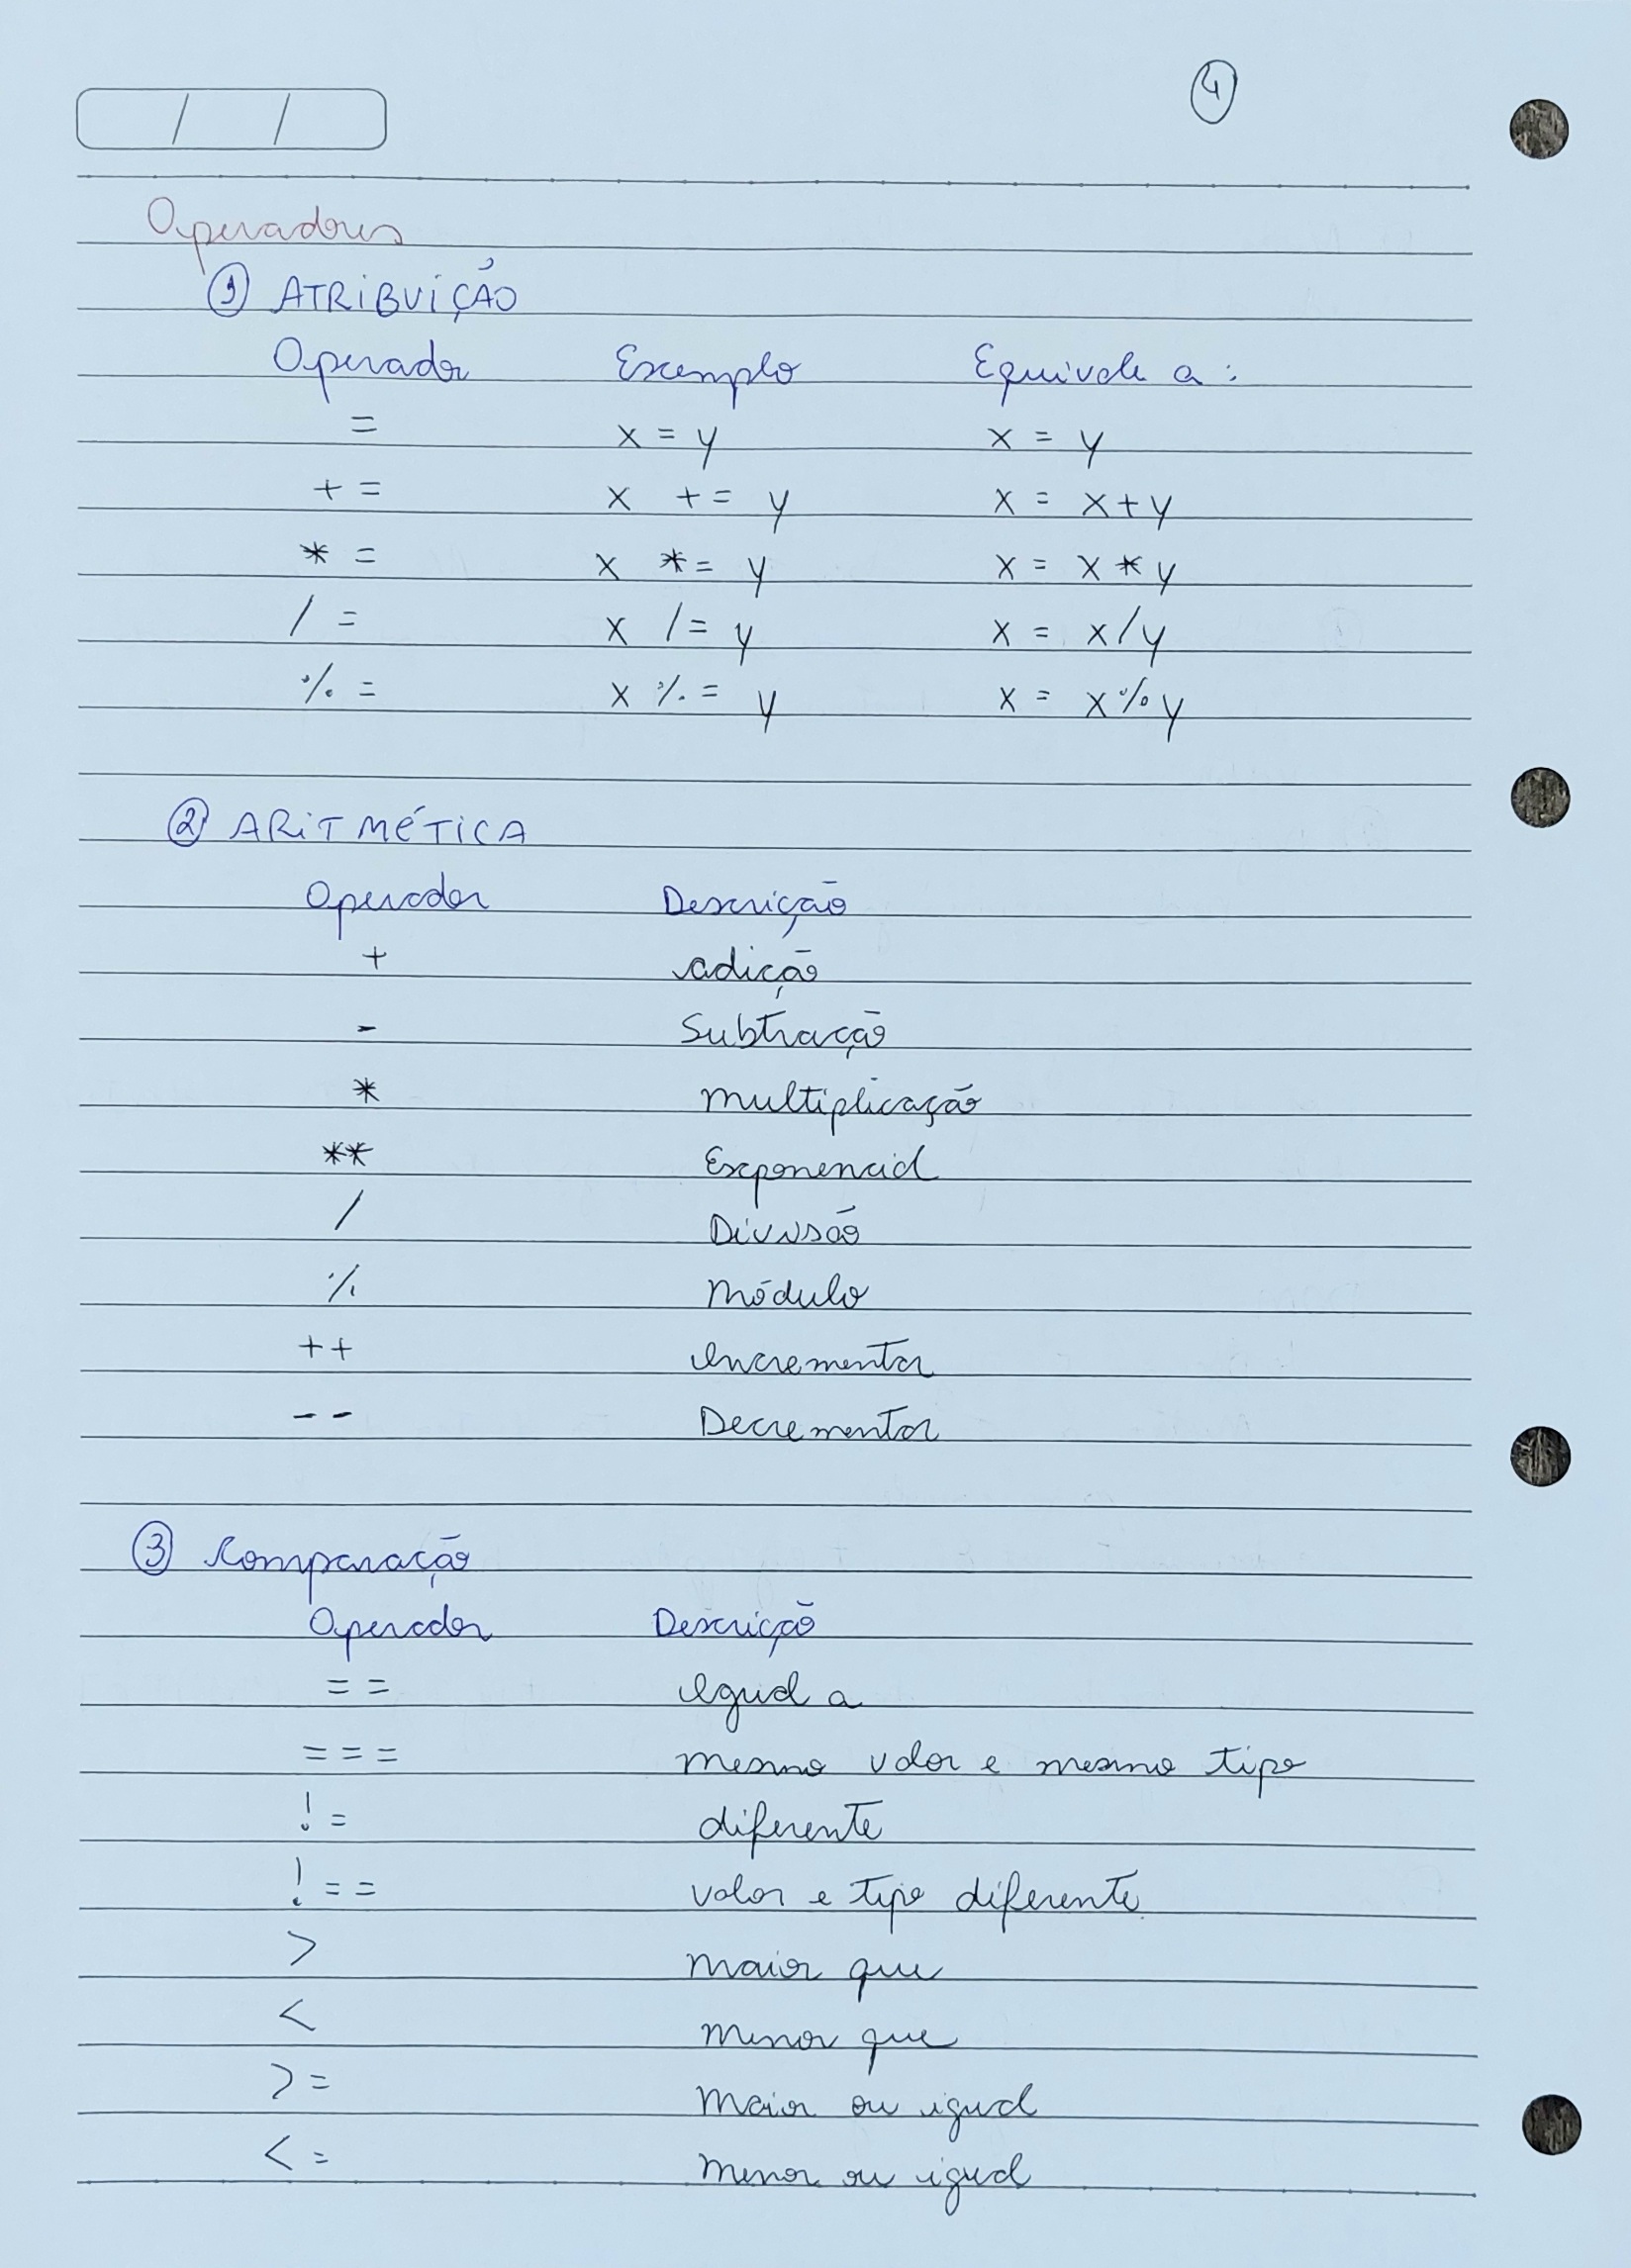 4
/ /
Operadores
1 ATRIBUIÇÃO
Operador Exemplo Equivale a :
= x = y x = y
+ = x += y x = x+y
* = x *= y x = x*y
/ = x /= y x = x/y
% = x %= y x = x%y
2 ARITMÉTICA
Operador Descrição
+ adição
- Subtração
* multiplicação
** Exponencial
/ Divisão
% Módulo
++ Incrementar
-- Decrementar
3 Comparação
Operador Descrição
== Igual a
=== mesmo valor e mesmo tipo
!= diferente
!== valor e tipo diferente
> maior que
< menor que
>= maior ou igual
<= menor ou igual